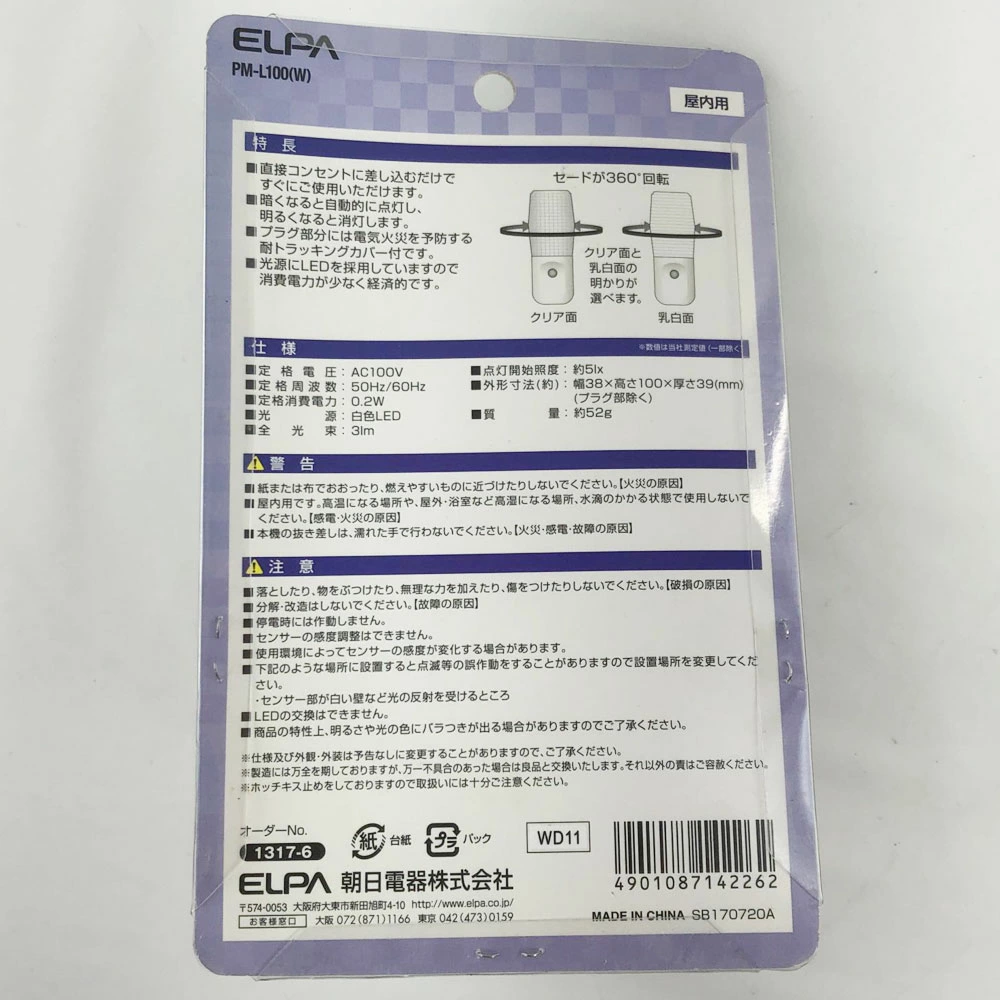 ELPA
PM-L100(W)
屋内用
特長
■直接コンセントに差し込むだけで
すぐにご使用いただけます。
■暗くなると自動的に点灯し、
明るくなると消灯します。
■プラグ部分には電気火災を予防する
耐トラッキングカバー付です。
■光源にLEDを採用していますので
消費電力が少なく経済的です。
セードが360°回転
クリア面と
乳白面の
明かりが
選べます。
クリア面
乳白面
仕様
※数値は当社測定値(一部除く)
■定格電圧：AC100V
■定格周波数：50Hz/60Hz
■定格消費電力：0.2W
■光源：白色LED
■全光束：3lm
■点灯開始照度：約5lx
■外形寸法(約)：幅38×高さ100×厚さ39(mm)
(プラグ部除く)
■質量：約52g
警告
■紙または布でおおったり、燃えやすいものに近づけたりしないでください。【火災の原因】
■屋内用です。高温になる場所や、屋外・浴室など高湿になる場所、水滴のかかる状態で使用しないで
ください。【感電・火災の原因】
■本機の抜き差しは、濡れた手で行わないでください。【火災・感電・故障の原因】
注意
■落としたり、物をぶつけたり、無理な力を加えたり、傷をつけたりしないでください。【破損の原因】
■分解・改造はしないでください。【故障の原因】
■停電時には作動しません。
■センサーの感度調整はできません。
■使用環境によってセンサーの感度が変化する場合があります。
■下記のような場所に設置すると点滅等の誤作動をすることがありますので設置場所を変更してくだ
さい。
・センサー部が白い壁など光の反射を受けるところ
■LEDの交換はできません。
■商品の特性上、明るさや光の色にバラつきが出る場合がありますのでご了承ください。
※仕様及び外観・外装は予告なしに変更することがありますので、ご了承ください。
※製造には万全を期しておりますが、万一不具合のあった場合は良品と交換いたします。それ以外の責はご容赦ください。
※ホッチキス止めをしておりますので取扱いには十分ご注意ください。
オーダーNo.
1317-6
紙 台紙
プラ パック
WD11
4901087142262
ELPA 朝日電器株式会社
〒574-0053 大阪府大東市新田旭町4-10 http://www.elpa.co.jp/
お客様窓口 大阪 072(871)1166 東京 042(473)0159
MADE IN CHINA SB170720A